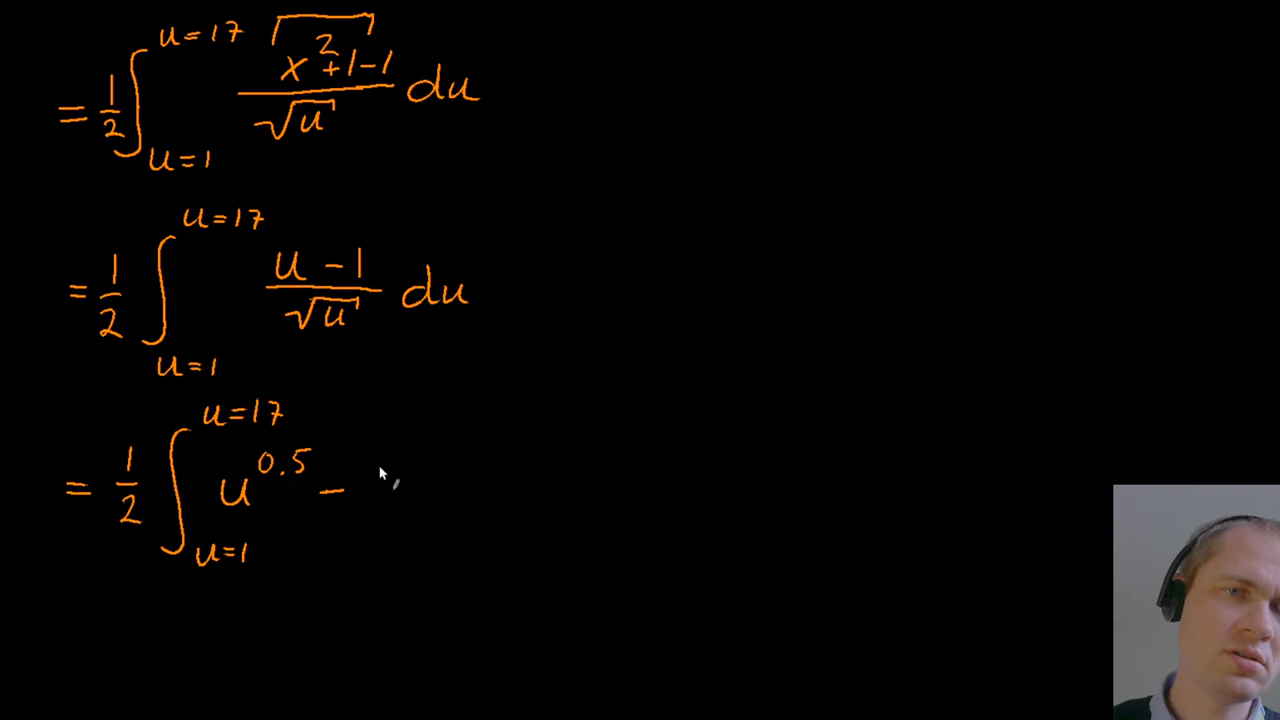 = 1/2 ∫_{u=1}^{u=17} (x^2+1-1)/√u du
= 1/2 ∫_{u=1}^{u=17} (u-1)/√u du
= 1/2 ∫_{u=1}^{u=17} u^{0.5} -